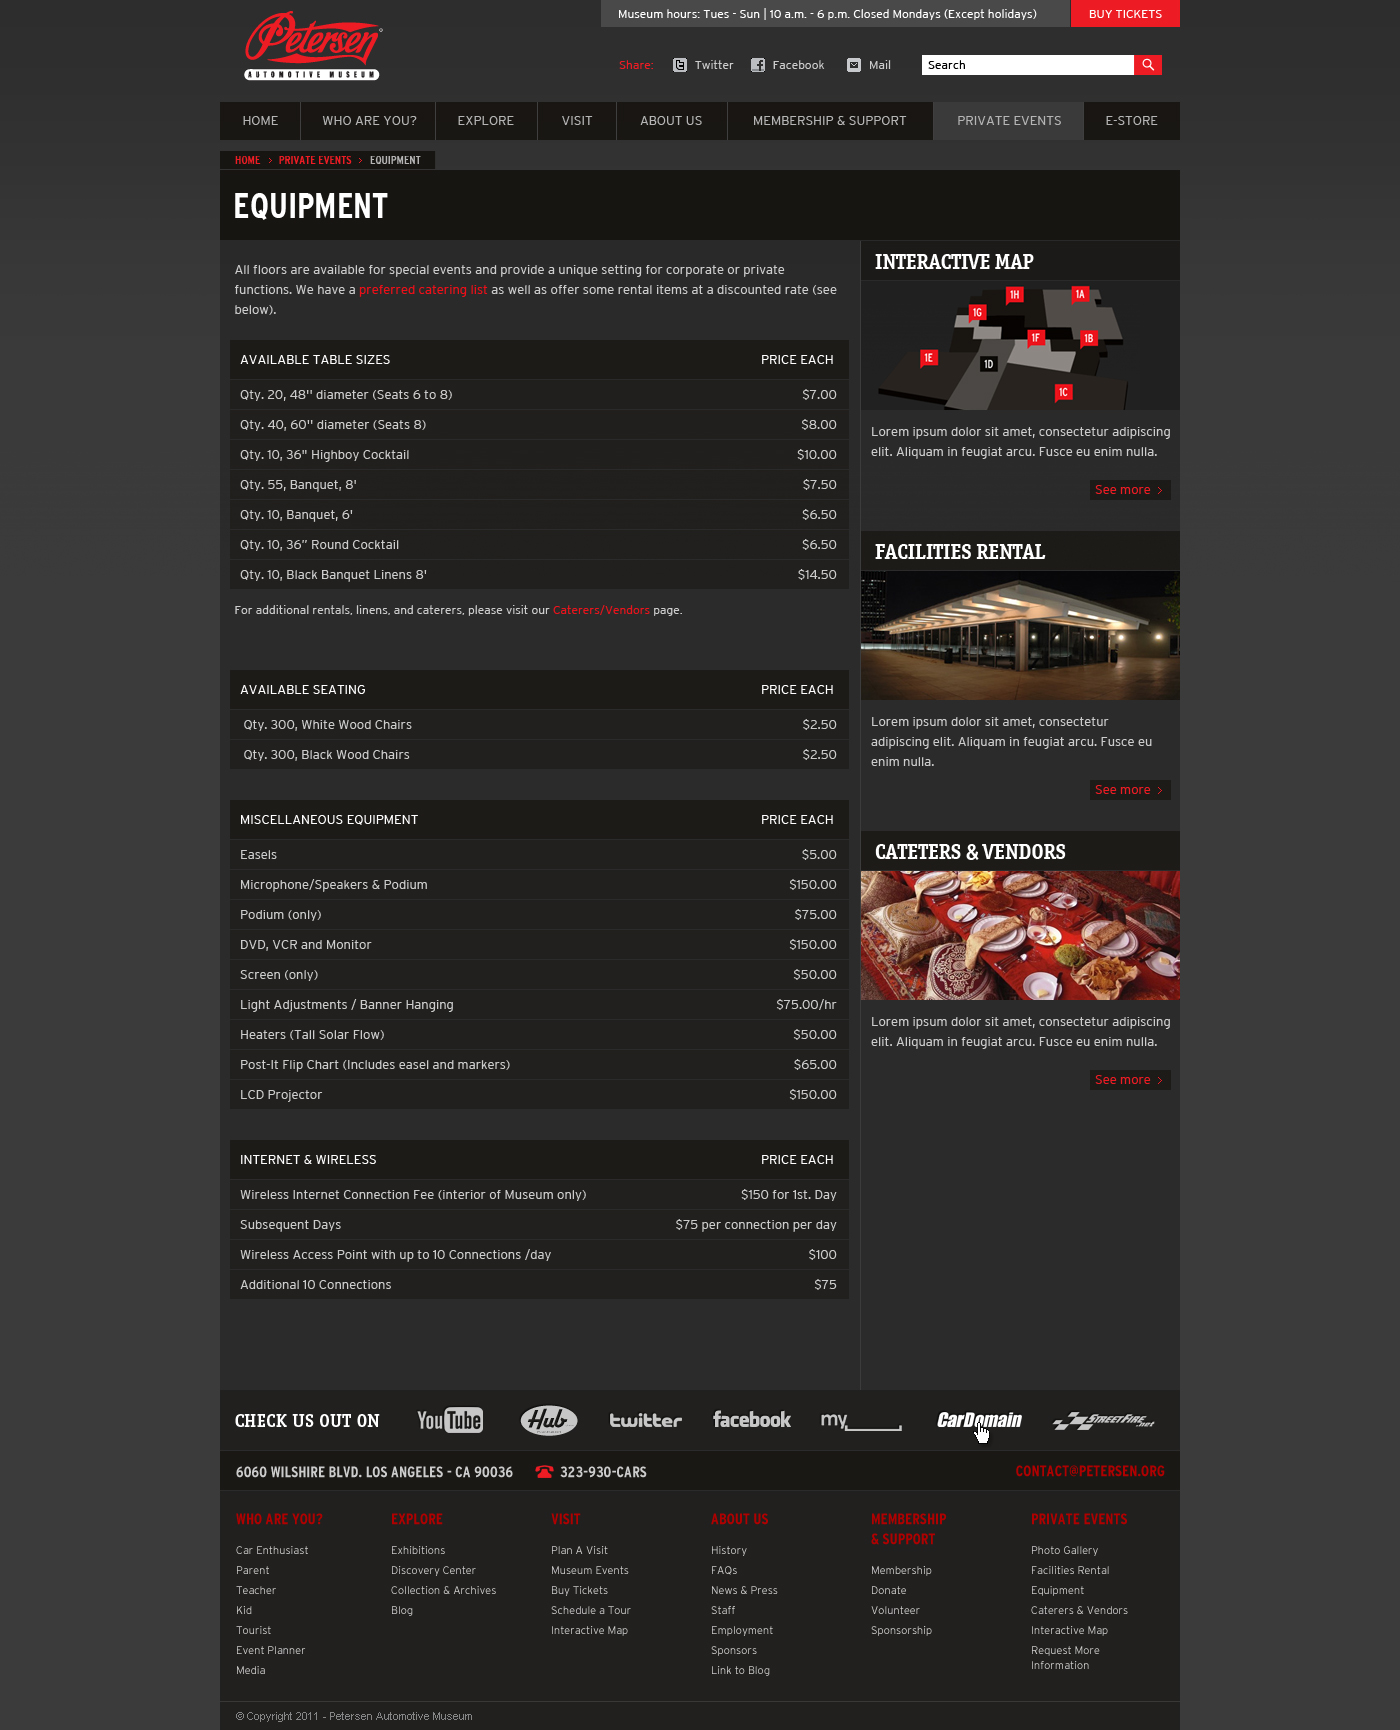 Petersen
AUTOMOTIVE MUSEUM
Museum hours: Tues - Sun | 10 a.m. - 6 p.m. Closed Mondays (Except holidays)
BUY TICKETS
Share:
Twitter
Facebook
Mail
Search
HOME
WHO ARE YOU?
EXPLORE
VISIT
ABOUT US
MEMBERSHIP & SUPPORT
PRIVATE EVENTS
E-STORE
HOME > PRIVATE EVENTS > EQUIPMENT
EQUIPMENT
All floors are available for special events and provide a unique setting for corporate or private
functions. We have a preferred catering list as well as offer some rental items at a discounted rate (see
below).
AVAILABLE TABLE SIZES PRICE EACH
Qty. 20, 48'' diameter (Seats 6 to 8) $7.00
Qty. 40, 60'' diameter (Seats 8) $8.00
Qty. 10, 36" Highboy Cocktail $10.00
Qty. 55, Banquet, 8' $7.50
Qty. 10, Banquet, 6' $6.50
Qty. 10, 36” Round Cocktail $6.50
Qty. 10, Black Banquet Linens 8' $14.50
For additional rentals, linens, and caterers, please visit our Caterers/Vendors page.
AVAILABLE SEATING PRICE EACH
Qty. 300, White Wood Chairs $2.50
Qty. 300, Black Wood Chairs $2.50
MISCELLANEOUS EQUIPMENT PRICE EACH
Easels $5.00
Microphone/Speakers & Podium $150.00
Podium (only) $75.00
DVD, VCR and Monitor $150.00
Screen (only) $50.00
Light Adjustments / Banner Hanging $75.00/hr
Heaters (Tall Solar Flow) $50.00
Post-It Flip Chart (Includes easel and markers) $65.00
LCD Projector $150.00
INTERNET & WIRELESS PRICE EACH
Wireless Internet Connection Fee (interior of Museum only) $150 for 1st. Day
Subsequent Days $75 per connection per day
Wireless Access Point with up to 10 Connections /day $100
Additional 10 Connections $75
INTERACTIVE MAP
1H
1A
1G
1F
1B
1E
1D
1C
Lorem ipsum dolor sit amet, consectetur adipiscing
elit. Aliquam in feugiat arcu. Fusce eu enim nulla.
See more >
FACILITIES RENTAL
Lorem ipsum dolor sit amet, consectetur
adipiscing elit. Aliquam in feugiat arcu. Fusce eu
enim nulla.
See more >
CATETERS & VENDORS
Lorem ipsum dolor sit amet, consectetur adipiscing
elit. Aliquam in feugiat arcu. Fusce eu enim nulla.
See more >
CHECK US OUT ON
YouTube
Hub
twitter
facebook
my
CarDomain
StreetFire.net
6060 WILSHIRE BLVD. LOS ANGELES - CA 90036
323-930-CARS
CONTACT@PETERSEN.ORG
WHO ARE YOU?
Car Enthusiast
Parent
Teacher
Kid
Tourist
Event Planner
Media
EXPLORE
Exhibitions
Discovery Center
Collection & Archives
Blog
VISIT
Plan A Visit
Museum Events
Buy Tickets
Schedule a Tour
Interactive Map
ABOUT US
History
FAQs
News & Press
Staff
Employment
Sponsors
Link to Blog
MEMBERSHIP
& SUPPORT
Membership
Donate
Volunteer
Sponsorship
PRIVATE EVENTS
Photo Gallery
Facilities Rental
Equipment
Caterers & Vendors
Interactive Map
Request More
Information
© Copyright 2011 - Petersen Automotive Museum